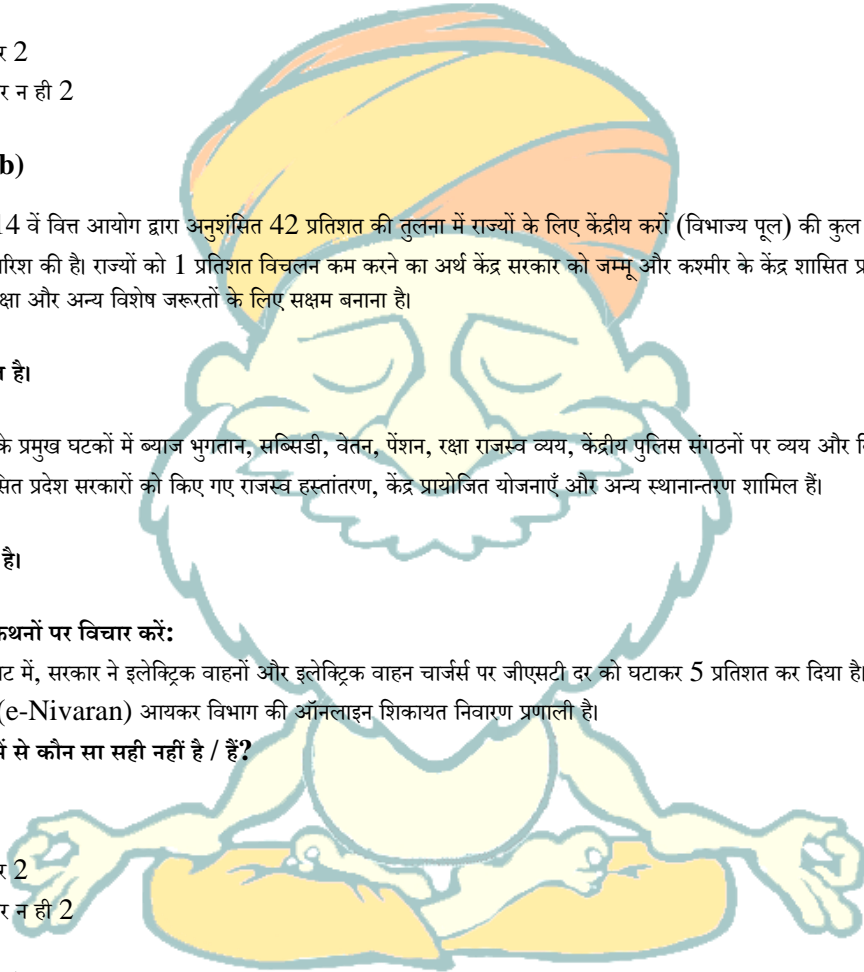 र 2
र न ही 2
b)
14 वें वित्त आयोग द्वारा अनुशंसित 42 प्रतिशत की तुलना में राज्यों के लिए केंद्रीय करों (विभाज्य पूल) की कुल
रिश की है। राज्यों को 1 प्रतिशत विचलन कम करने का अर्थ केंद्र सरकार को जम्मू और कश्मीर के केंद्र शासित प्र
क्षा और अन्य विशेष जरूरतों के लिए सक्षम बनाना है।
है।
के प्रमुख घटकों में ब्याज भुगतान, सब्सिडी, वेतन, पेंशन, रक्षा राजस्व व्यय, केंद्रीय पुलिस संगठनों पर व्यय और
सित प्रदेश सरकारों को किए गए राजस्व हस्तांतरण, केंद्र प्रायोजित योजनाएँ और अन्य स्थानान्तरण शामिल हैं।
है।
कथनों पर विचार करें:
ट में, सरकार ने इलेक्ट्रिक वाहनों और इलेक्ट्रिक वाहन चार्जर्स पर जीएसटी दर को घटाकर 5 प्रतिशत कर दिया है।
(e-Nivaran) आयकर विभाग की ऑनलाइन शिकायत निवारण प्रणाली है।
में से कौन सा सही नहीं है / हैं?
र 2
र न ही 2